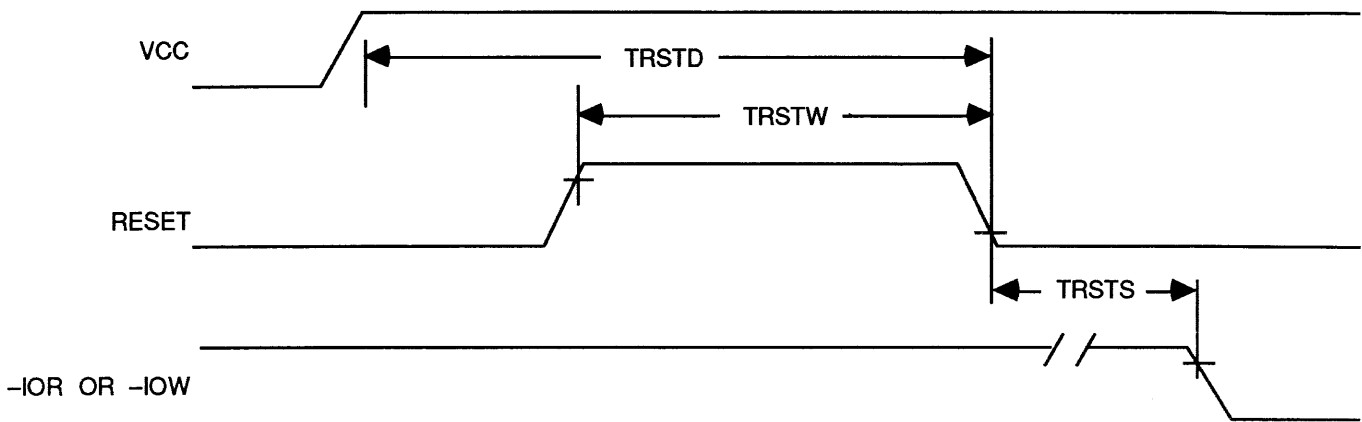 VCC
TRSTD
TRSTW
RESET
TRSTS
–IOR OR –IOW